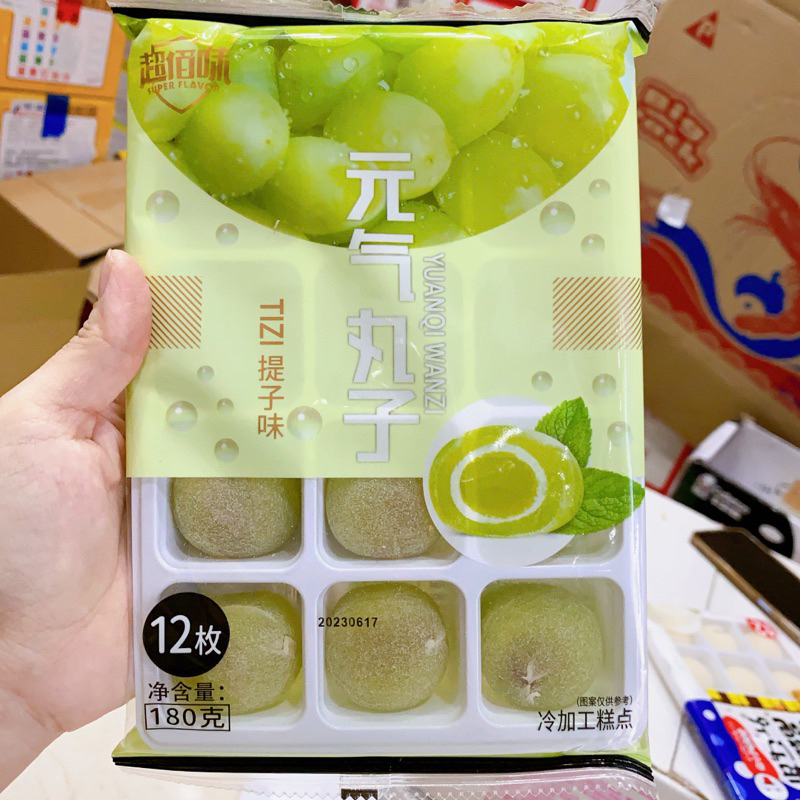 超佰味
SUPER FLAVOR
元气丸子
YUANQI WANZI
TIZI 提子味
20230617
12枚
净含量:
180克
(图案仅供参考)
冷加工糕点